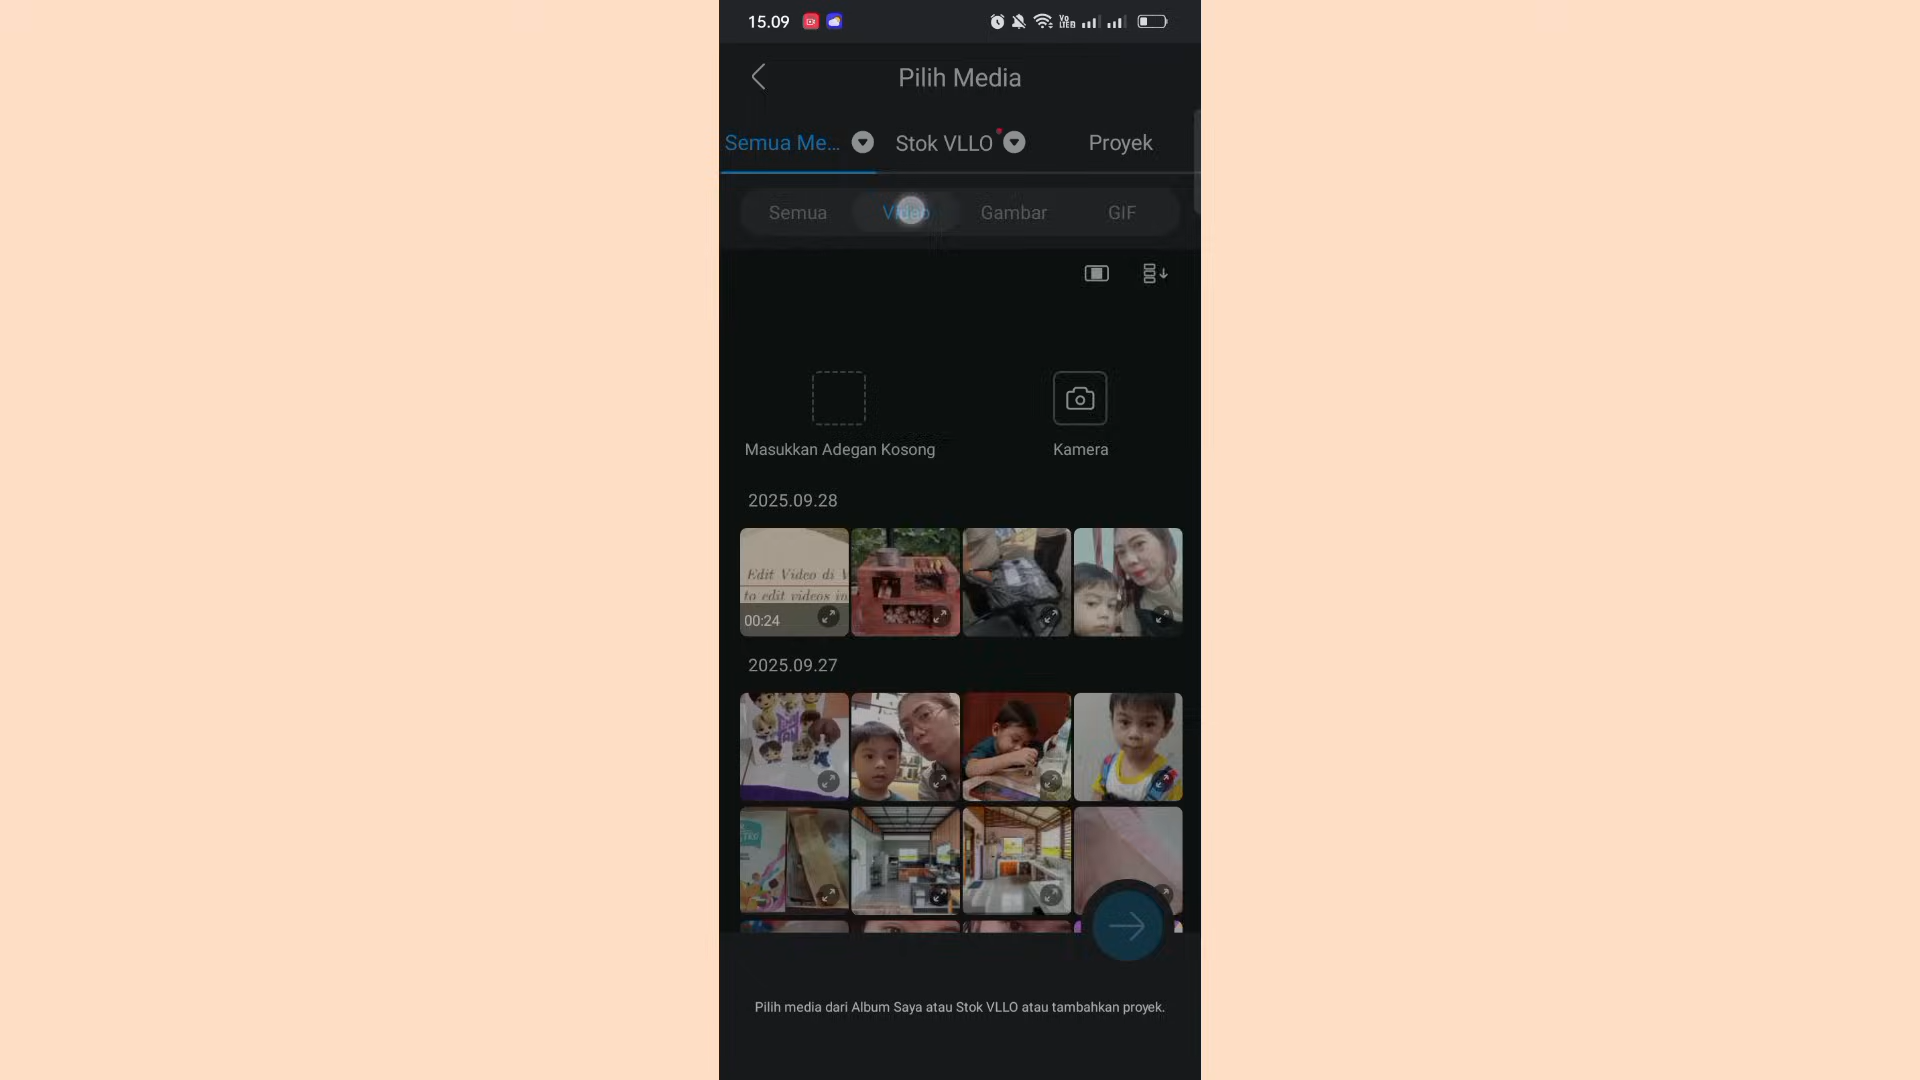 15.09
Pilih Media
Semua Me...
Stok VLLO
Proyek
Semua
Video
Gambar
GIF
Masukkan Adegan Kosong
Kamera
2025.09.28
Edit Video di V
to edit videos in
00:24
2025.09.27
Pilih media dari Album Saya atau Stok VLLO atau tambahkan proyek.